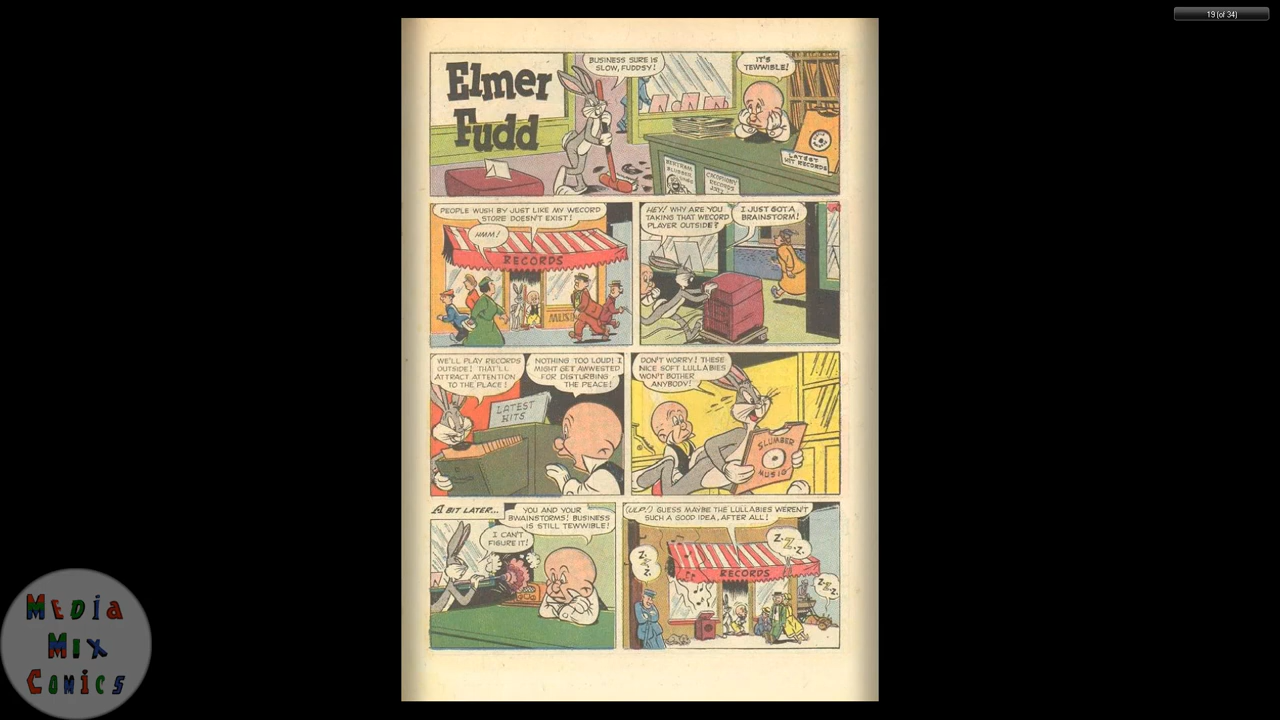 19 (of 34)
Elmer
Fudd
BUSINESS SURE IS
SLOW, FUDDSY!
IT'S
TEWWIBLE!
LATEST
HIT RECORDS
BERTRAM
CACOPHONY
RECORDS
PEOPLE WUSH BY JUST LIKE MY WECORD
STORE DOESN'T EXIST!
HMM!
RECORDS
MUSIC
HEY! WHY ARE YOU
TAKING THAT WECORD
PLAYER OUTSIDE?
I JUST GOT A
BRAINSTORM!
WE'LL PLAY RECORDS
OUTSIDE! THAT'LL
ATTRACT ATTENTION
TO THE PLACE!
NOTHING TOO LOUD! I
MIGHT GET AWWESTED
FOR DISTURBING
THE PEACE!
LATEST
HITS
DON'T WORRY! THESE
NICE SOFT LULLABIES
WON'T BOTHER
ANYBODY!
SLUMBER
MUSIC
A BIT LATER...
YOU AND YOUR
BWAINSTORMS! BUSINESS
IS STILL TEWWIBLE!
I CAN'T
FIGURE IT!
(ULP!) GUESS MAYBE THE LULLABIES WEREN'T
SUCH A GOOD IDEA, AFTER ALL!
Z.Z.Z.
Z.Z.Z.
Z.Z.Z.
RECORDS
MEDIA
MIX
COMICS